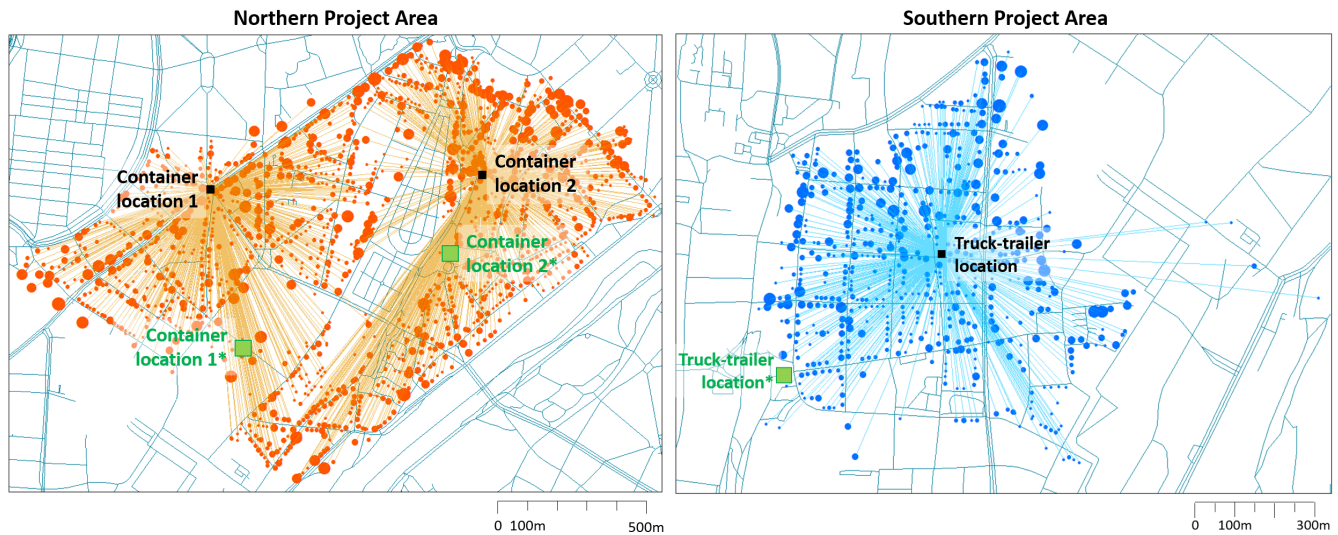 Northern Project Area
Southern Project Area
Container
location 1
Container
location 2
Container
location 2*
Container
location 1*
Truck-trailer
location
Truck-trailer
location*
0 100m 500m
0 100m 300m